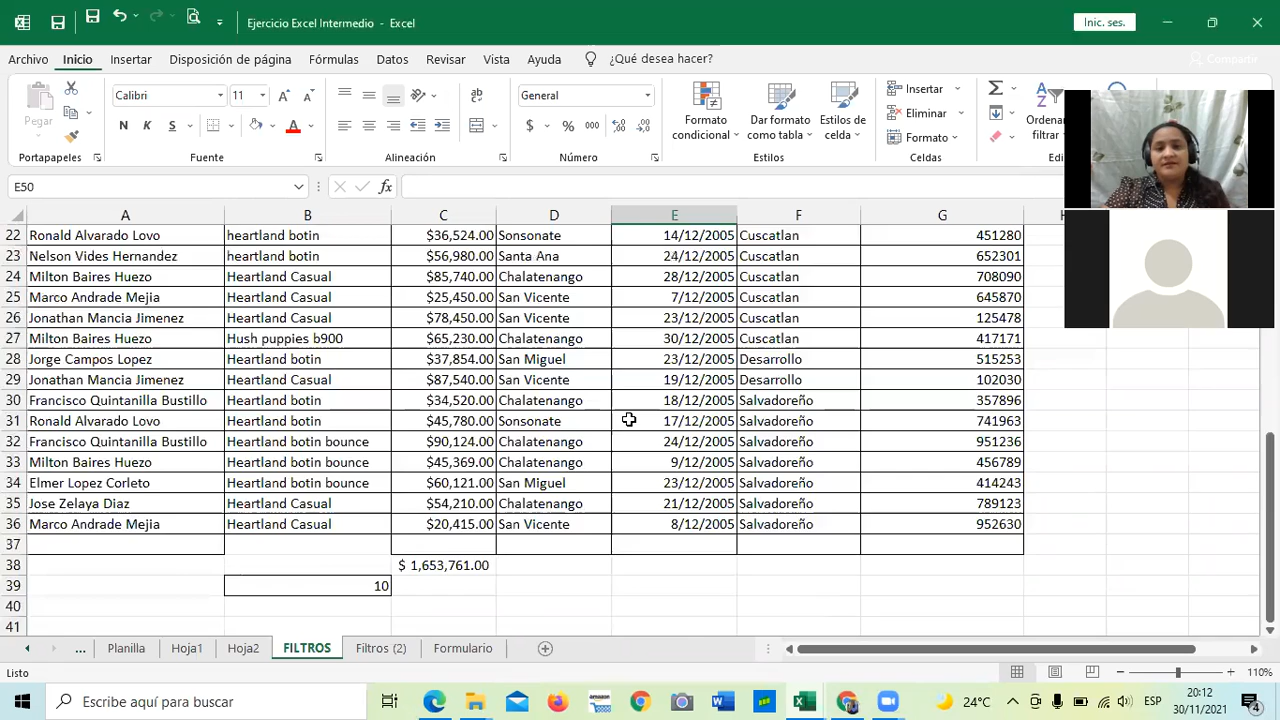 Ejercicio Excel Intermedio - Excel
Inic. ses.
Archivo Inicio Insertar Disposición de página Fórmulas Datos Revisar Vista Ayuda ¿Qué desea hacer? Compartir
Pegar
Calibri 11
N K S
General
$ % 000
Formato condicional
Dar formato como tabla
Estilos de celda
Insertar
Eliminar
Formato
Ordenar
filtrar
Portapapeles Fuente Alineación Número Estilos Celdas
E50 fx
A B C D E F G
22 Ronald Alvarado Lovo heartland botin $36,524.00 Sonsonate 14/12/2005 Cuscatlan 451280
23 Nelson Vides Hernandez heartland botin $56,980.00 Santa Ana 24/12/2005 Cuscatlan 652301
24 Milton Baires Huezo Heartland Casual $85,740.00 Chalatenango 28/12/2005 Cuscatlan 708090
25 Marco Andrade Mejia Heartland Casual $25,450.00 San Vicente 7/12/2005 Cuscatlan 645870
26 Jonathan Mancia Jimenez Heartland Casual $78,450.00 San Vicente 23/12/2005 Cuscatlan 125478
27 Milton Baires Huezo Hush puppies b900 $65,230.00 Chalatenango 30/12/2005 Cuscatlan 417171
28 Jorge Campos Lopez Heartland botin $37,854.00 San Miguel 23/12/2005 Desarrollo 515253
29 Jonathan Mancia Jimenez Heartland Casual $87,540.00 San Vicente 19/12/2005 Desarrollo 102030
30 Francisco Quintanilla Bustillo Heartland botin $34,520.00 Chalatenango 18/12/2005 Salvadoreño 357896
31 Ronald Alvarado Lovo Heartland botin $45,780.00 Sonsonate 17/12/2005 Salvadoreño 741963
32 Francisco Quintanilla Bustillo Heartland botin bounce $90,124.00 Chalatenango 24/12/2005 Salvadoreño 951236
33 Milton Baires Huezo Heartland botin bounce $45,369.00 Chalatenango 9/12/2005 Salvadoreño 456789
34 Elmer Lopez Corleto Heartland botin bounce $60,121.00 San Miguel 23/12/2005 Salvadoreño 414243
35 Jose Zelaya Diaz Heartland Casual $54,210.00 Chalatenango 21/12/2005 Salvadoreño 789123
36 Marco Andrade Mejia Heartland Casual $20,415.00 San Vicente 8/12/2005 Salvadoreño 952630
37
38 $ 1,653,761.00
39 10
40
41
... Planilla Hoja1 Hoja2 FILTROS Filtros (2) Formulario
Listo 110%
Escribe aquí para buscar 24°C ESP 20:12
30/11/2021 4